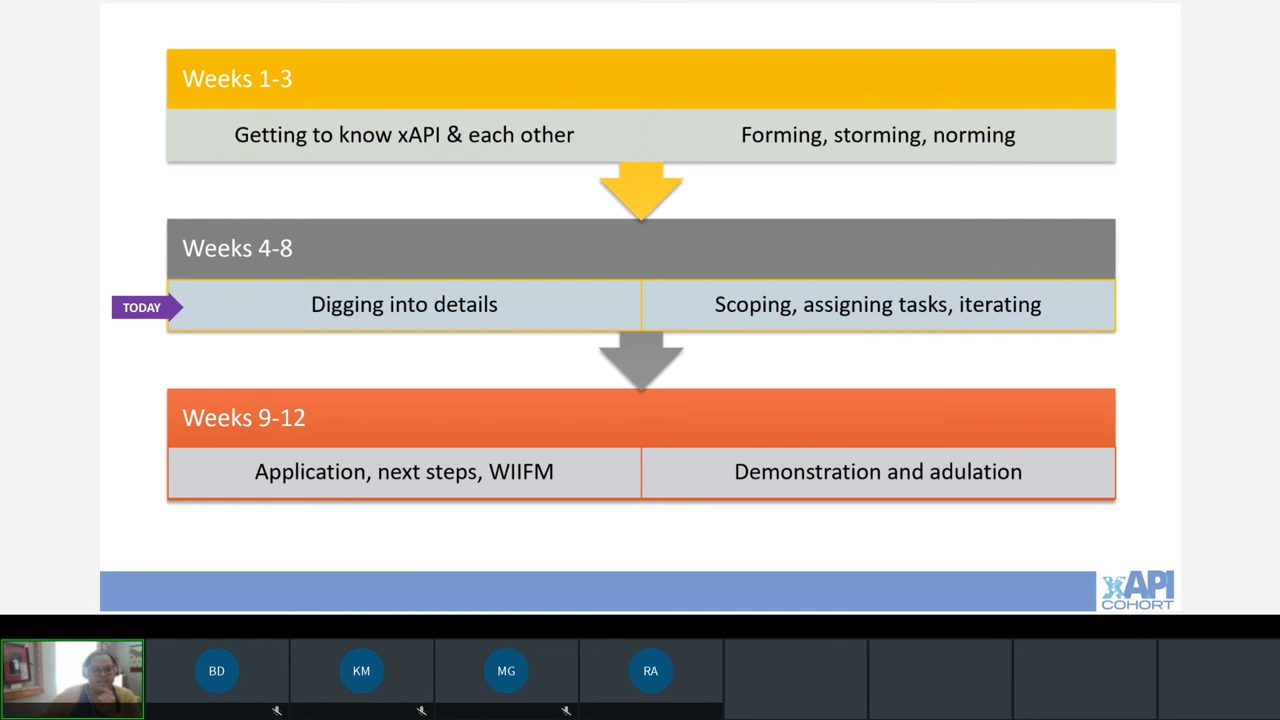 Weeks 1-3
Getting to know xAPI & each other
Forming, storming, norming
Weeks 4-8
TODAY
Digging into details
Scoping, assigning tasks, iterating
Weeks 9-12
Application, next steps, WIIFM
Demonstration and adulation
xAPI
COHORT
BD
KM
MG
RA